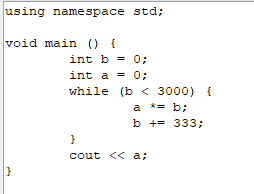 using namespace std;
void main () {
int b = 0;
int a = 0;
while (b < 3000) {
a *= b;
b += 333;
}
cout << a;
}